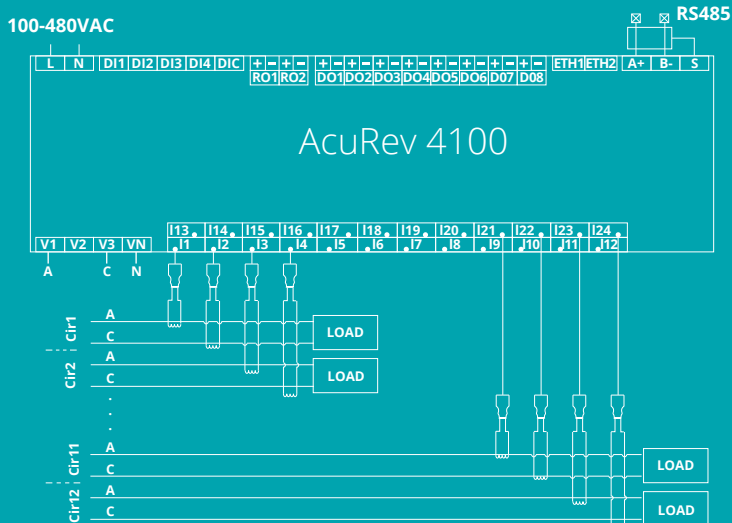 100-480VAC
RS485
L N DI1 DI2 DI3 DI4 DIC + - + - + - + - + - + - + - + - + - + - ETH1 ETH2 A+ B- S
RO1 RO2 DO1 DO2 DO3 DO4 DO5 DO6 D07 D08
AcuRev 4100
I13 I14 I15 I16 I17 I18 I19 I20 I21 I22 I23 I24
V1 V2 V3 VN I1 I2 I3 I4 I5 I6 I7 I8 I9 I10 I11 I12
A C N
Cir1
A
C
LOAD
Cir2
A
C
LOAD
.
.
.
Cir11
A
C
LOAD
Cir12
A
C
LOAD